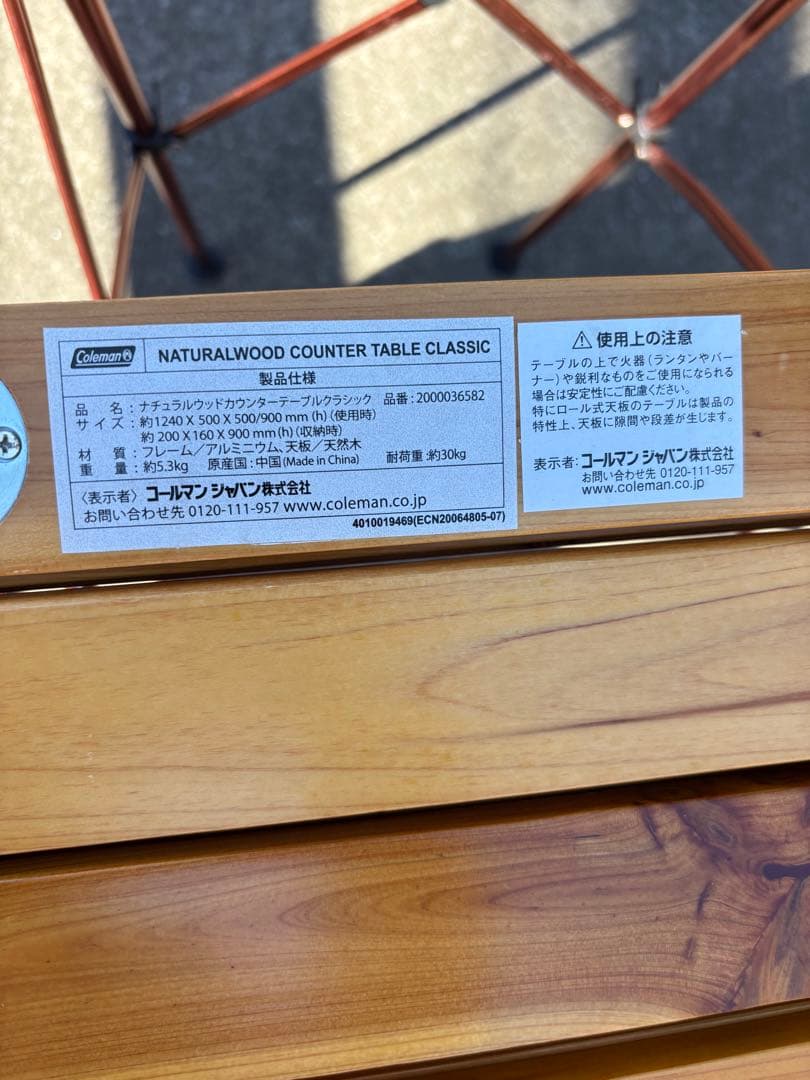 Coleman NATURALWOOD COUNTER TABLE CLASSIC
製品仕様
品 名：ナチュラルウッドカウンターテーブルクラシック 品番：2000036582
サイズ：約1240 X 500 X 500/900 mm (h) (使用時)
約 200 X 160 X 900 mm (h) (収納時)
材 質：フレーム／アルミニウム、天板／天然木
重 量：約5.3kg 原産国：中国(Made in China) 耐荷重：約30kg
〈表示者〉コールマン ジャパン株式会社
お問い合わせ先 0120-111-957 www.coleman.co.jp
4010019469(ECN20064805-07)
⚠ 使用上の注意
テーブルの上で火器(ランタンやバー
ナー)や鋭利なものをご使用になられる
場合は安定性にご配慮ください。
特にロール式天板のテーブルは製品の
特性上、天板に隙間や段差が生じます。
表示者：コールマン ジャパン株式会社
お問い合わせ先 0120-111-957
www.coleman.co.jp